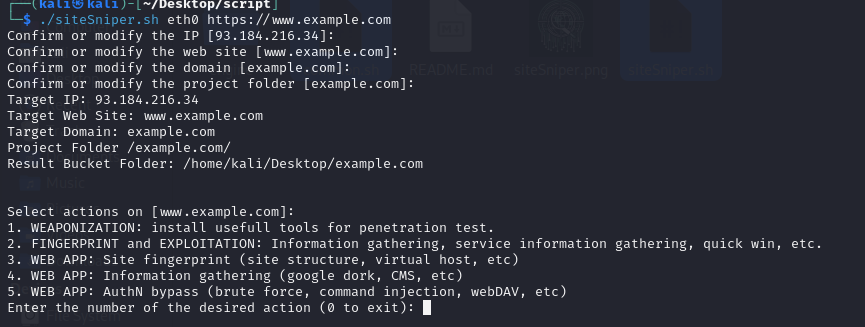 ┌──(kali㉿kali)-[~/Desktop/script]
└─$ ./siteSniper.sh eth0 https://www.example.com
Confirm or modify the IP [93.184.216.34]:
Confirm or modify the web site [www.example.com]:
Confirm or modify the domain [example.com]:
Confirm or modify the project folder [example.com]:
Target IP: 93.184.216.34
Target Web Site: www.example.com
Target Domain: example.com
Project Folder /example.com/
Result Bucket Folder: /home/kali/Desktop/example.com
Select actions on [www.example.com]:
1. WEAPONIZATION: install usefull tools for penetration test.
2. FINGERPRINT and EXPLOITATION: Information gathering, service information gathering, quick win, etc.
3. WEB APP: Site fingerprint (site structure, virtual host, etc)
4. WEB APP: Information gathering (google dork, CMS, etc)
5. WEB APP: AuthN bypass (brute force, command injection, webDAV, etc)
Enter the number of the desired action (0 to exit):
README.md
siteSniper.png
siteSniper.sh
Music